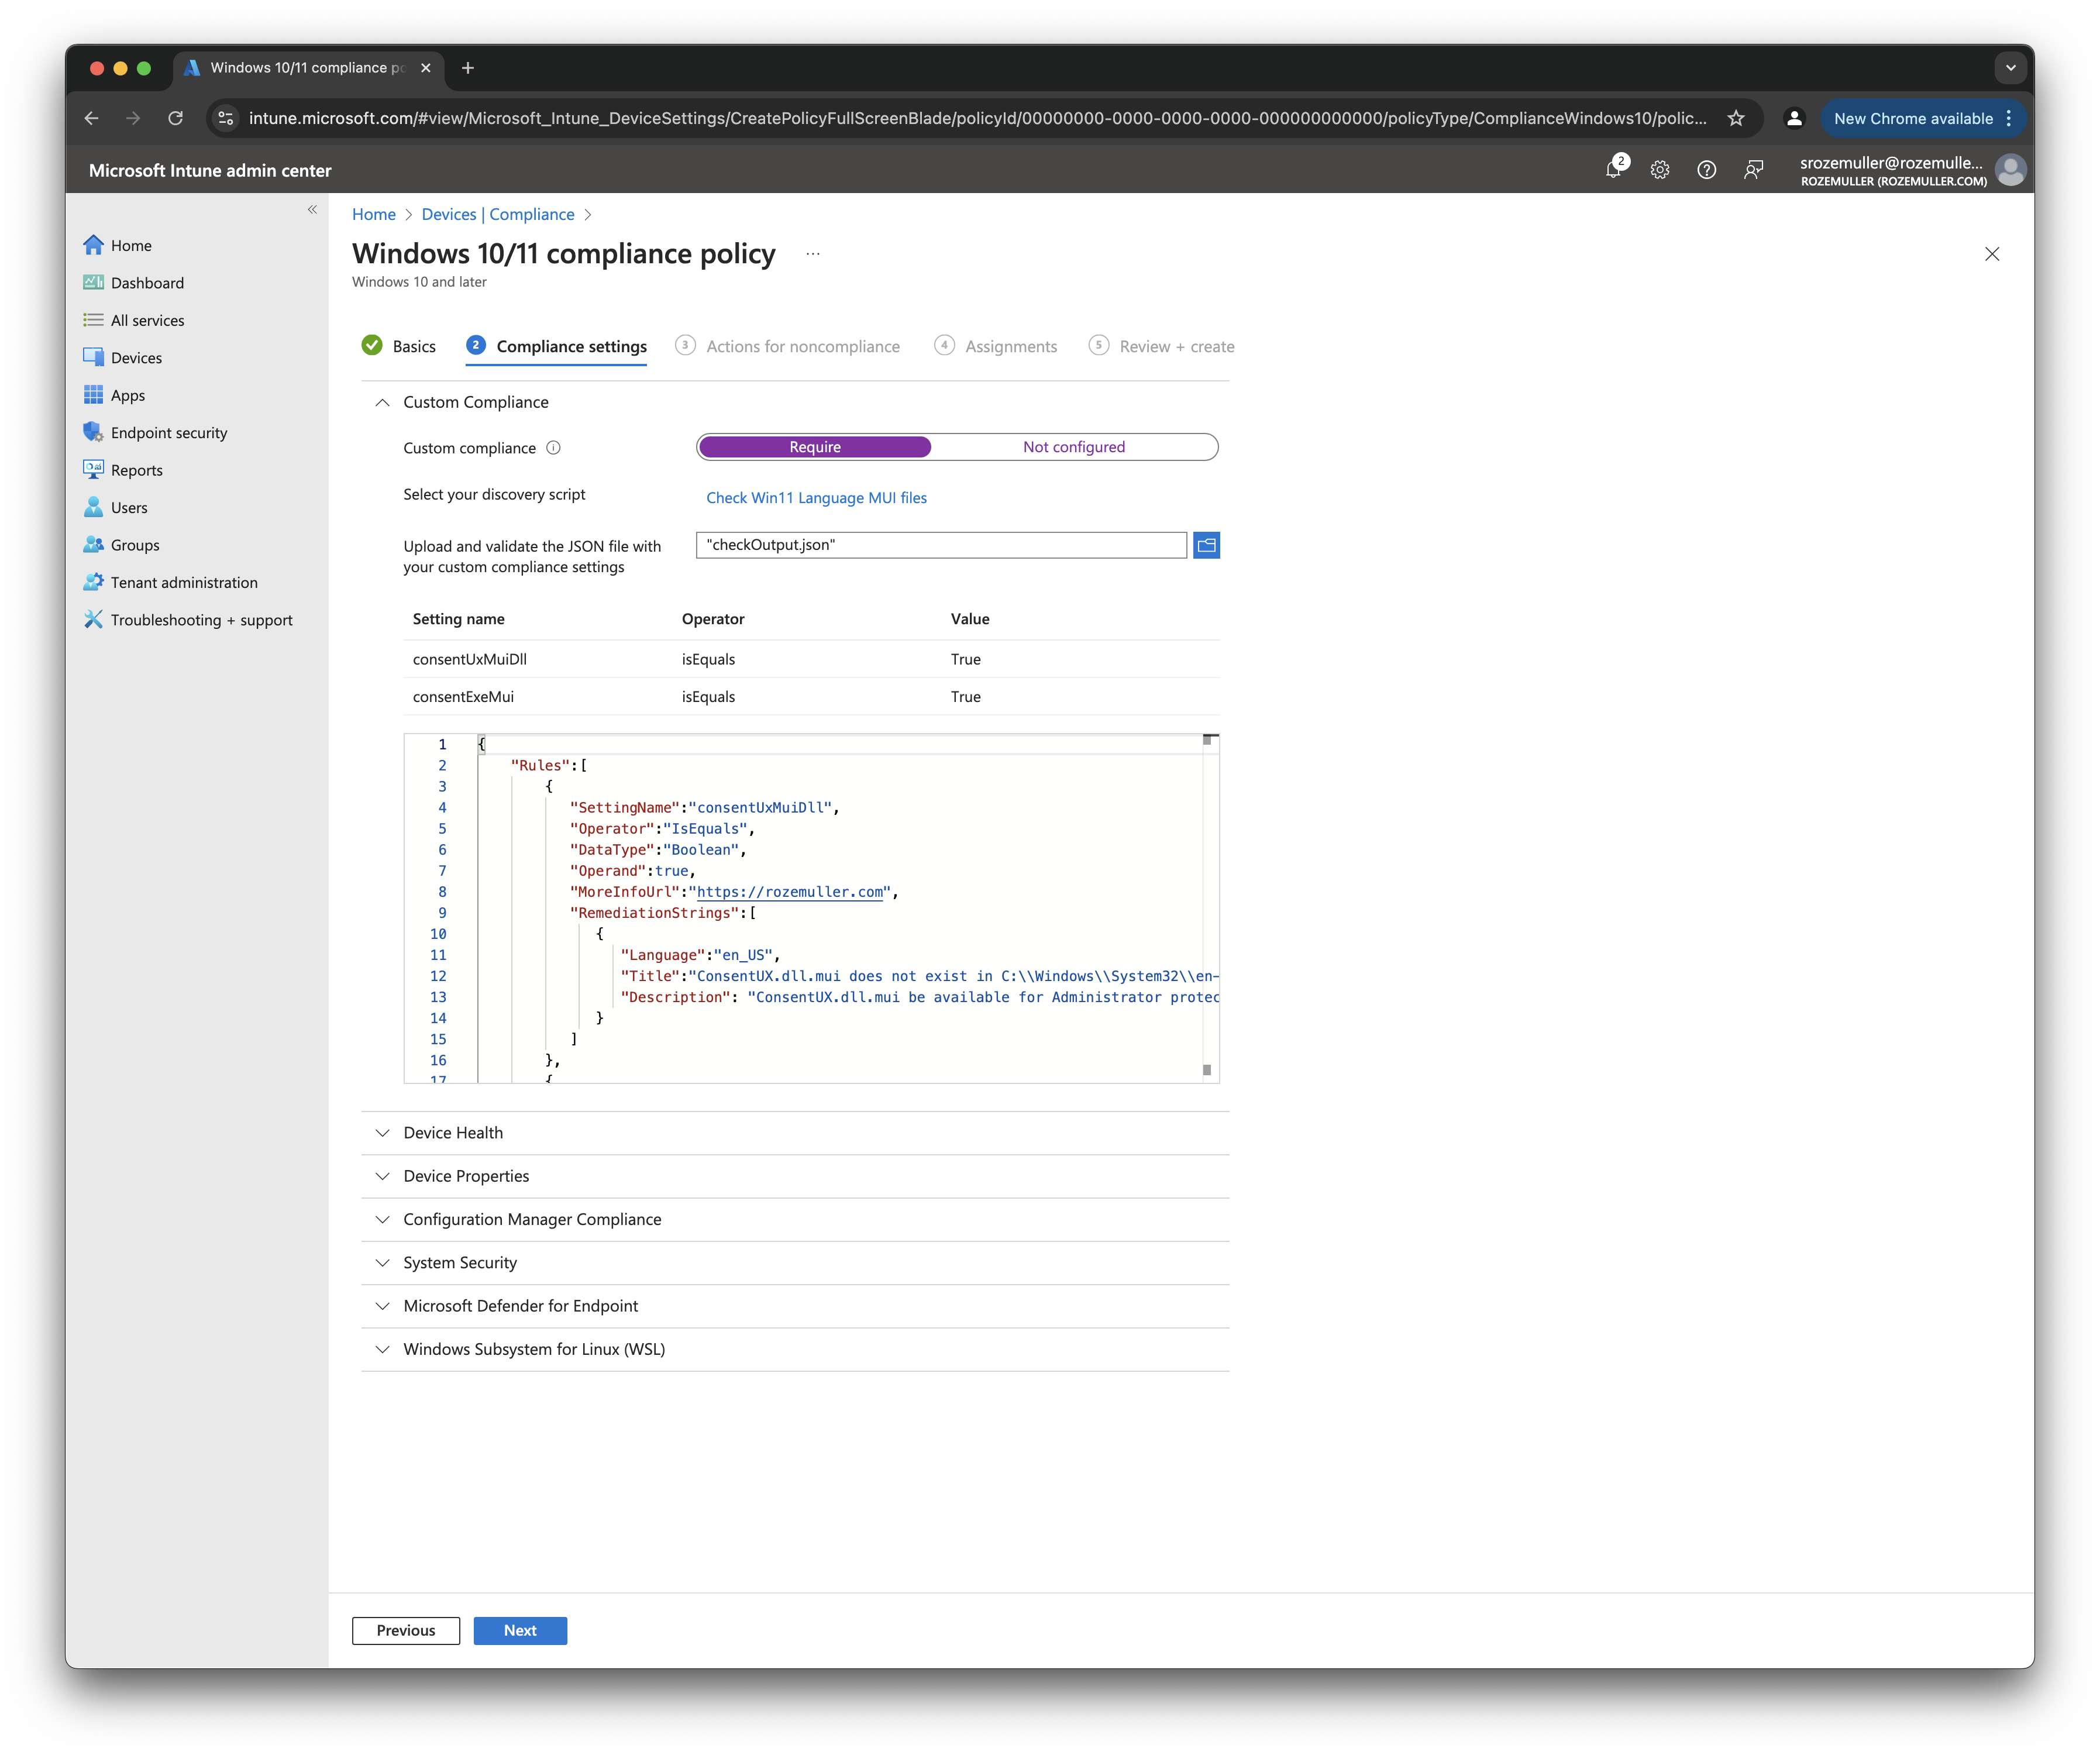 Windows 10/11 compliance po
intune.microsoft.com/#view/Microsoft_Intune_DeviceSettings/CreatePolicyFullScreenBlade/policyId/00000000-0000-0000-0000-000000000000/policyType/ComplianceWindows10/polic...
New Chrome available
Microsoft Intune admin center
2
srozemuller@rozemulle...
ROZEMULLER (ROZEMULLER.COM)
Home
Dashboard
All services
Devices
Apps
Endpoint security
Reports
Users
Groups
Tenant administration
Troubleshooting + support
Home > Devices | Compliance >
Windows 10/11 compliance policy ...
Windows 10 and later
Basics
2 Compliance settings
3 Actions for noncompliance
4 Assignments
5 Review + create
Custom Compliance
Custom compliance
Require
Not configured
Select your discovery script
Check Win11 Language MUI files
Upload and validate the JSON file with
your custom compliance settings
"checkOutput.json"
Setting name Operator Value
consentUxMuiDll isEquals True
consentExeMui isEquals True
1 {
2 "Rules":[
3 {
4 "SettingName":"consentUxMuiDll",
5 "Operator":"IsEquals",
6 "DataType":"Boolean",
7 "Operand":true,
8 "MoreInfoUrl":"https://rozemuller.com",
9 "RemediationStrings":[
10 {
11 "Language":"en_US",
12 "Title":"ConsentUX.dll.mui does not exist in C:\\Windows\\System32\\en-
13 "Description": "ConsentUX.dll.mui be available for Administrator protec
14 }
15 ]
16 },
17 {
Device Health
Device Properties
Configuration Manager Compliance
System Security
Microsoft Defender for Endpoint
Windows Subsystem for Linux (WSL)
Previous
Next